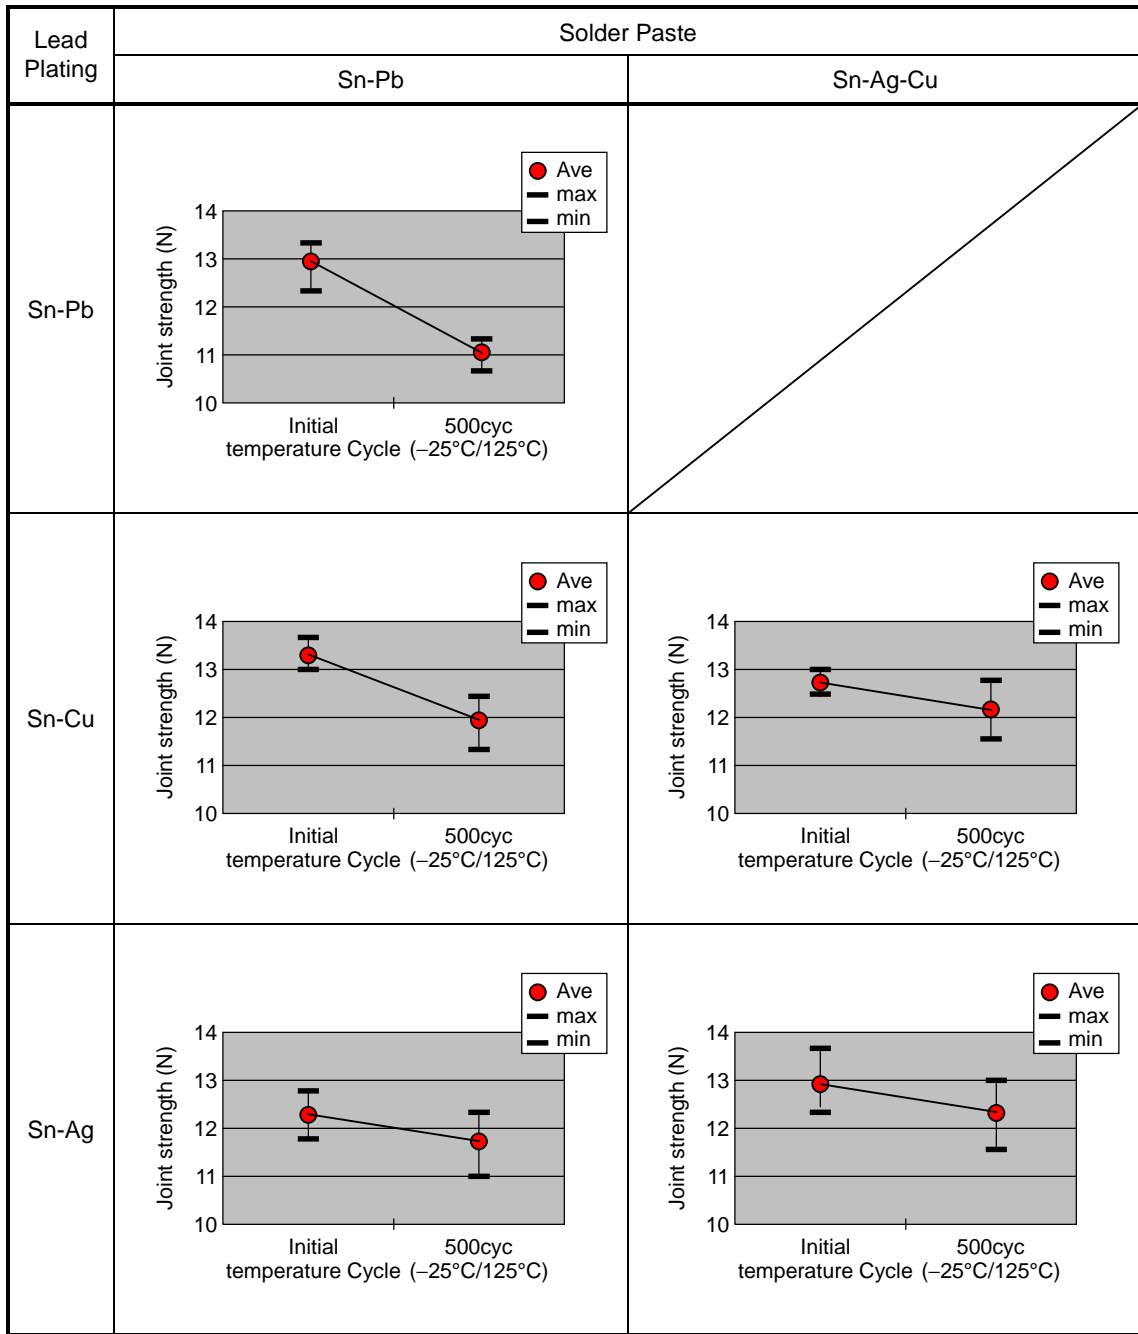 Lead
Plating
Solder Paste
Sn-Pb
Sn-Ag-Cu
Sn-Pb
Ave
max
min
Joint strength (N)
14
13
12
11
10
Initial
500cyc
temperature Cycle (−25°C/125°C)
Sn-Cu
Ave
max
min
Joint strength (N)
14
13
12
11
10
Initial
500cyc
temperature Cycle (−25°C/125°C)
Ave
max
min
Joint strength (N)
14
13
12
11
10
Initial
500cyc
temperature Cycle (−25°C/125°C)
Sn-Ag
Ave
max
min
Joint strength (N)
14
13
12
11
10
Initial
500cyc
temperature Cycle (−25°C/125°C)
Ave
max
min
Joint strength (N)
14
13
12
11
10
Initial
500cyc
temperature Cycle (−25°C/125°C)